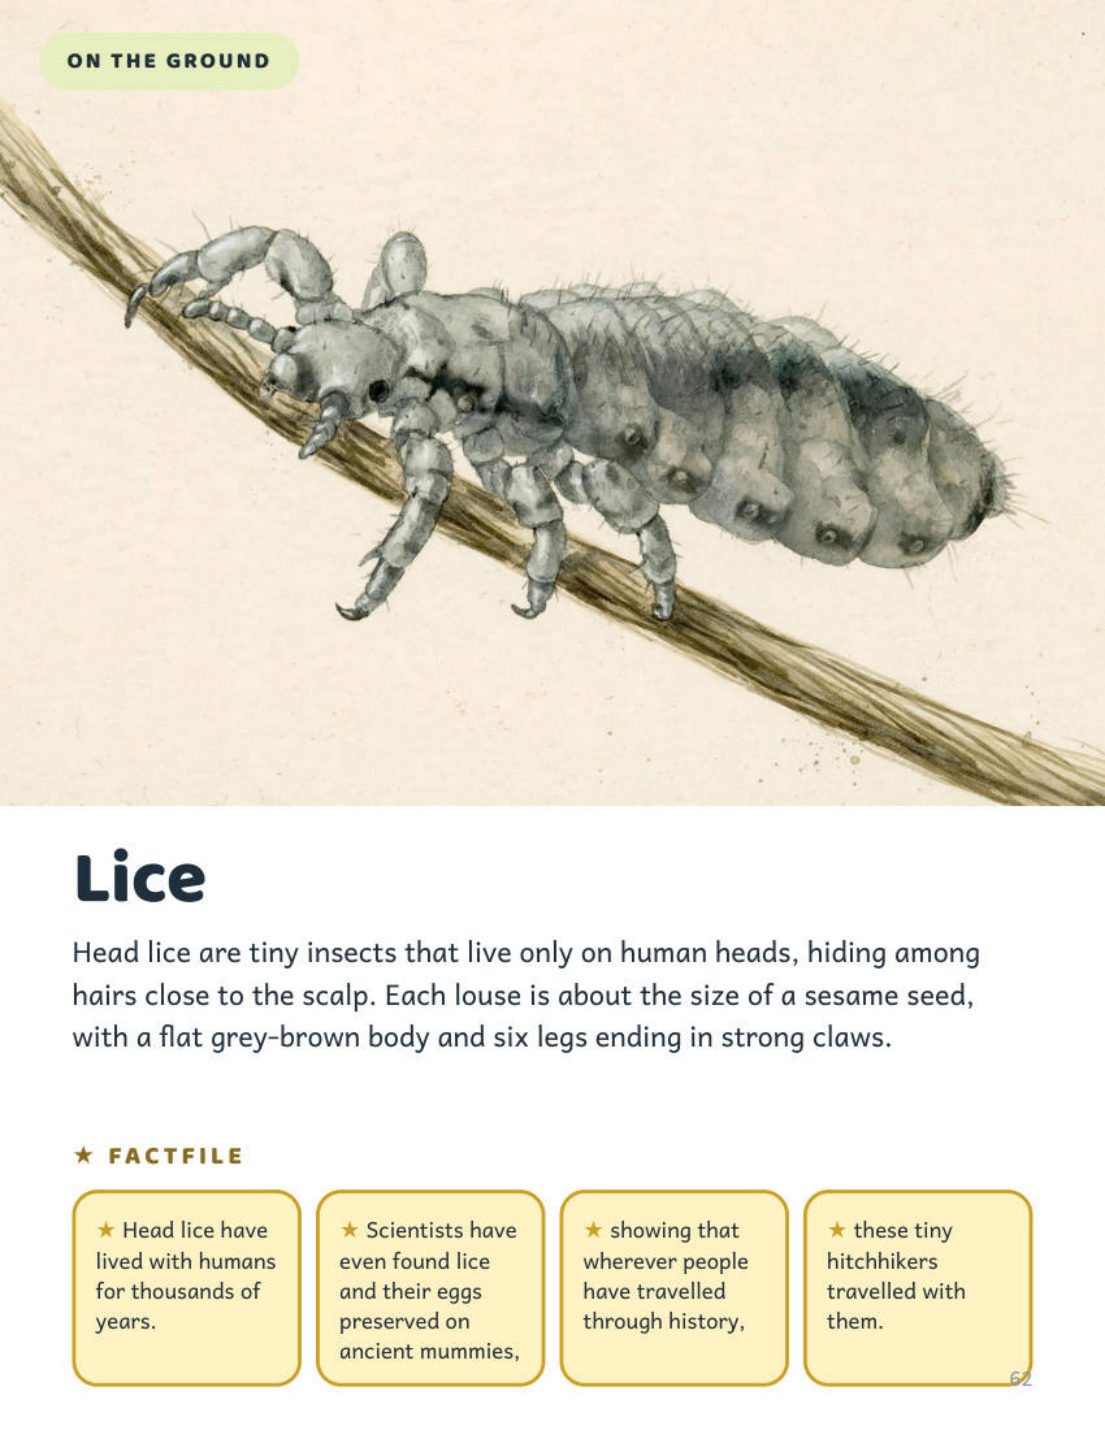 ON THE GROUND
Lice
Head lice are tiny insects that live only on human heads, hiding among
hairs close to the scalp. Each louse is about the size of a sesame seed,
with a flat grey-brown body and six legs ending in strong claws.
★ FACTFILE
★ Head lice have
lived with humans
for thousands of
years.
★ Scientists have
even found lice
and their eggs
preserved on
ancient mummies,
★ showing that
wherever people
have travelled
through history,
★ these tiny
hitchhikers
travelled with
them.
62